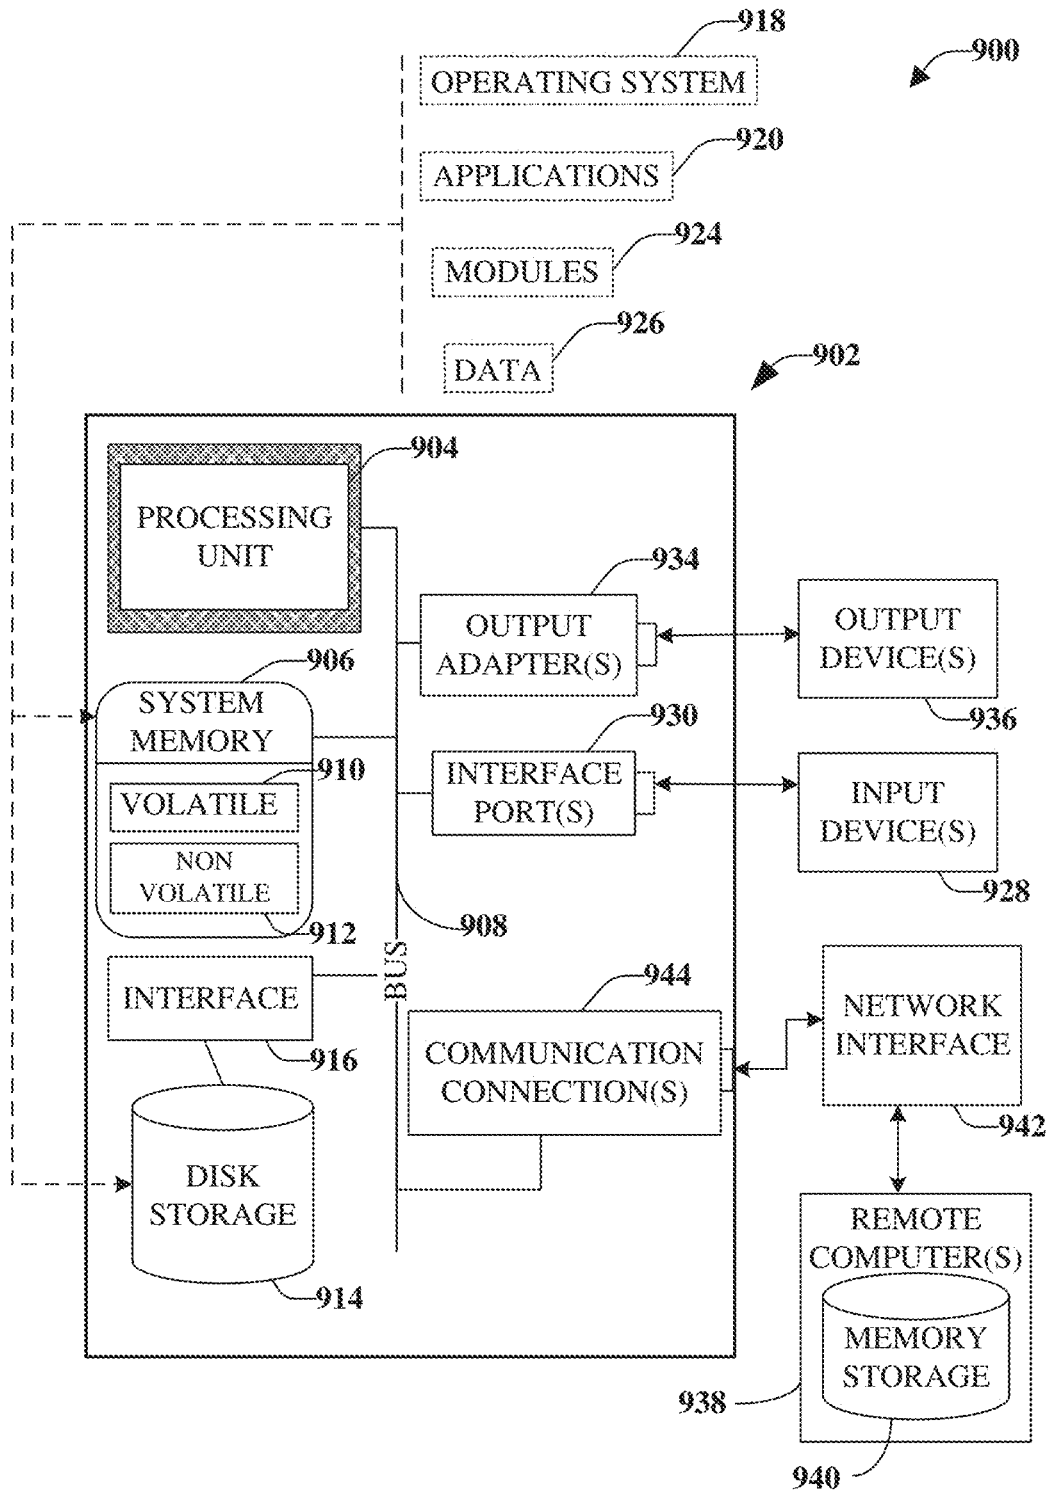 918
900
OPERATING SYSTEM
920
APPLICATIONS
924
MODULES
926
DATA
902
904
PROCESSING
UNIT
934
OUTPUT
ADAPTER(S)
OUTPUT
DEVICE(S)
936
906
SYSTEM
MEMORY
930
INTERFACE
PORT(S)
INPUT
DEVICE(S)
928
910
VOLATILE
NON
VOLATILE
912
908
BUS
INTERFACE
916
944
COMMUNICATION
CONNECTION(S)
NETWORK
INTERFACE
942
DISK
STORAGE
914
REMOTE
COMPUTER(S)
MEMORY
STORAGE
938
940